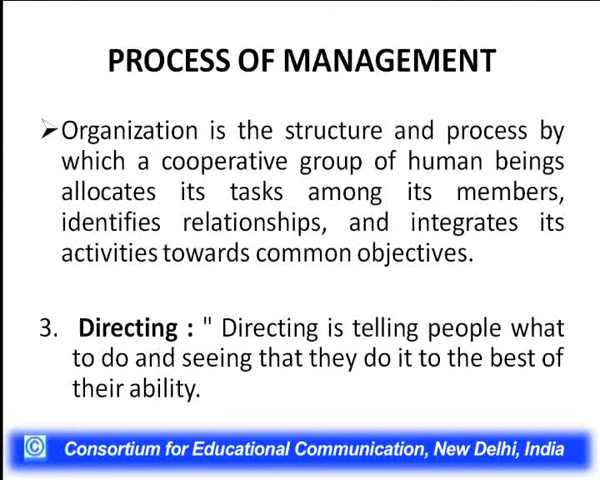 PROCESS OF MANAGEMENT
➢Organization is the structure and process by
which a cooperative group of human beings
allocates its tasks among its members,
identifies relationships, and integrates its
activities towards common objectives.
3. Directing : " Directing is telling people what
to do and seeing that they do it to the best of
their ability.
© Consortium for Educational Communication, New Delhi, India